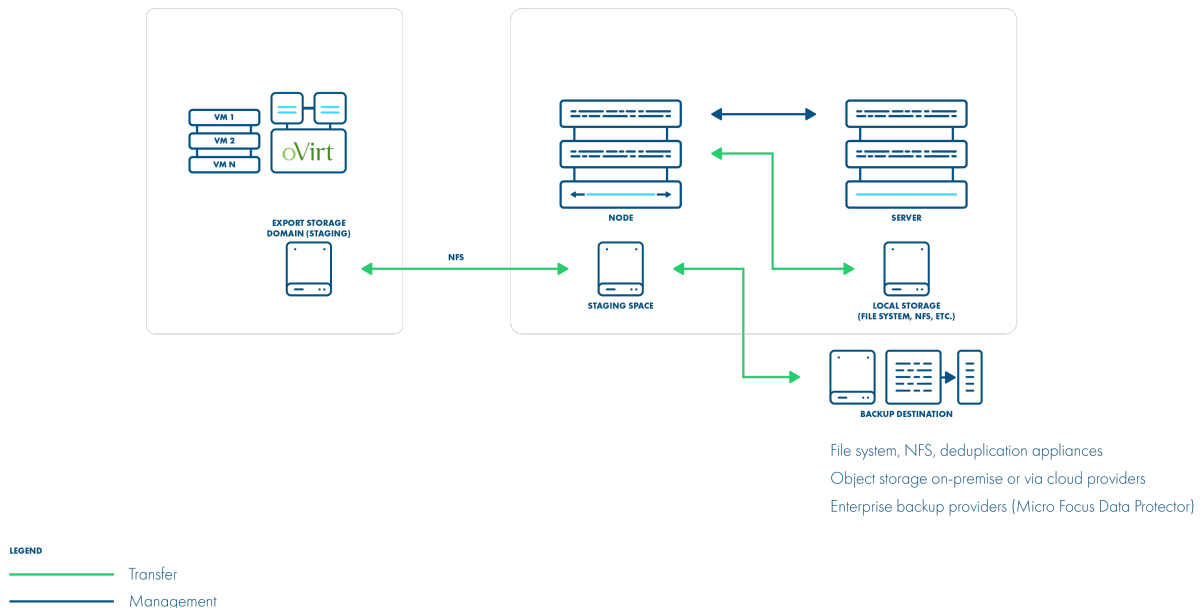 VM 1
VM 2
VM N
oVirt
EXPORT STORAGE
DOMAIN (STAGING)
NFS
NODE
SERVER
STAGING SPACE
LOCAL STORAGE
(FILE SYSTEM, NFS, ETC.)
BACKUP DESTINATION
File system, NFS, deduplication appliances
Object storage on-premise or via cloud providers
Enterprise backup providers (Micro Focus Data Protector)
LEGEND
Transfer
Management